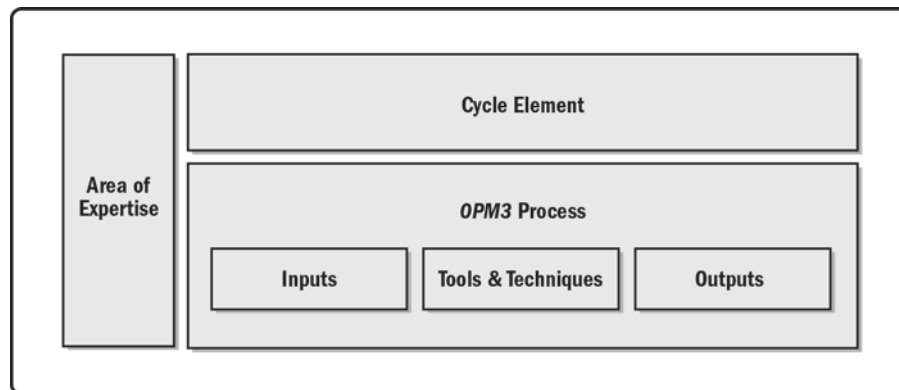 Area of
Expertise
Cycle Element
OPM3 Process
Inputs
Tools & Techniques
Outputs